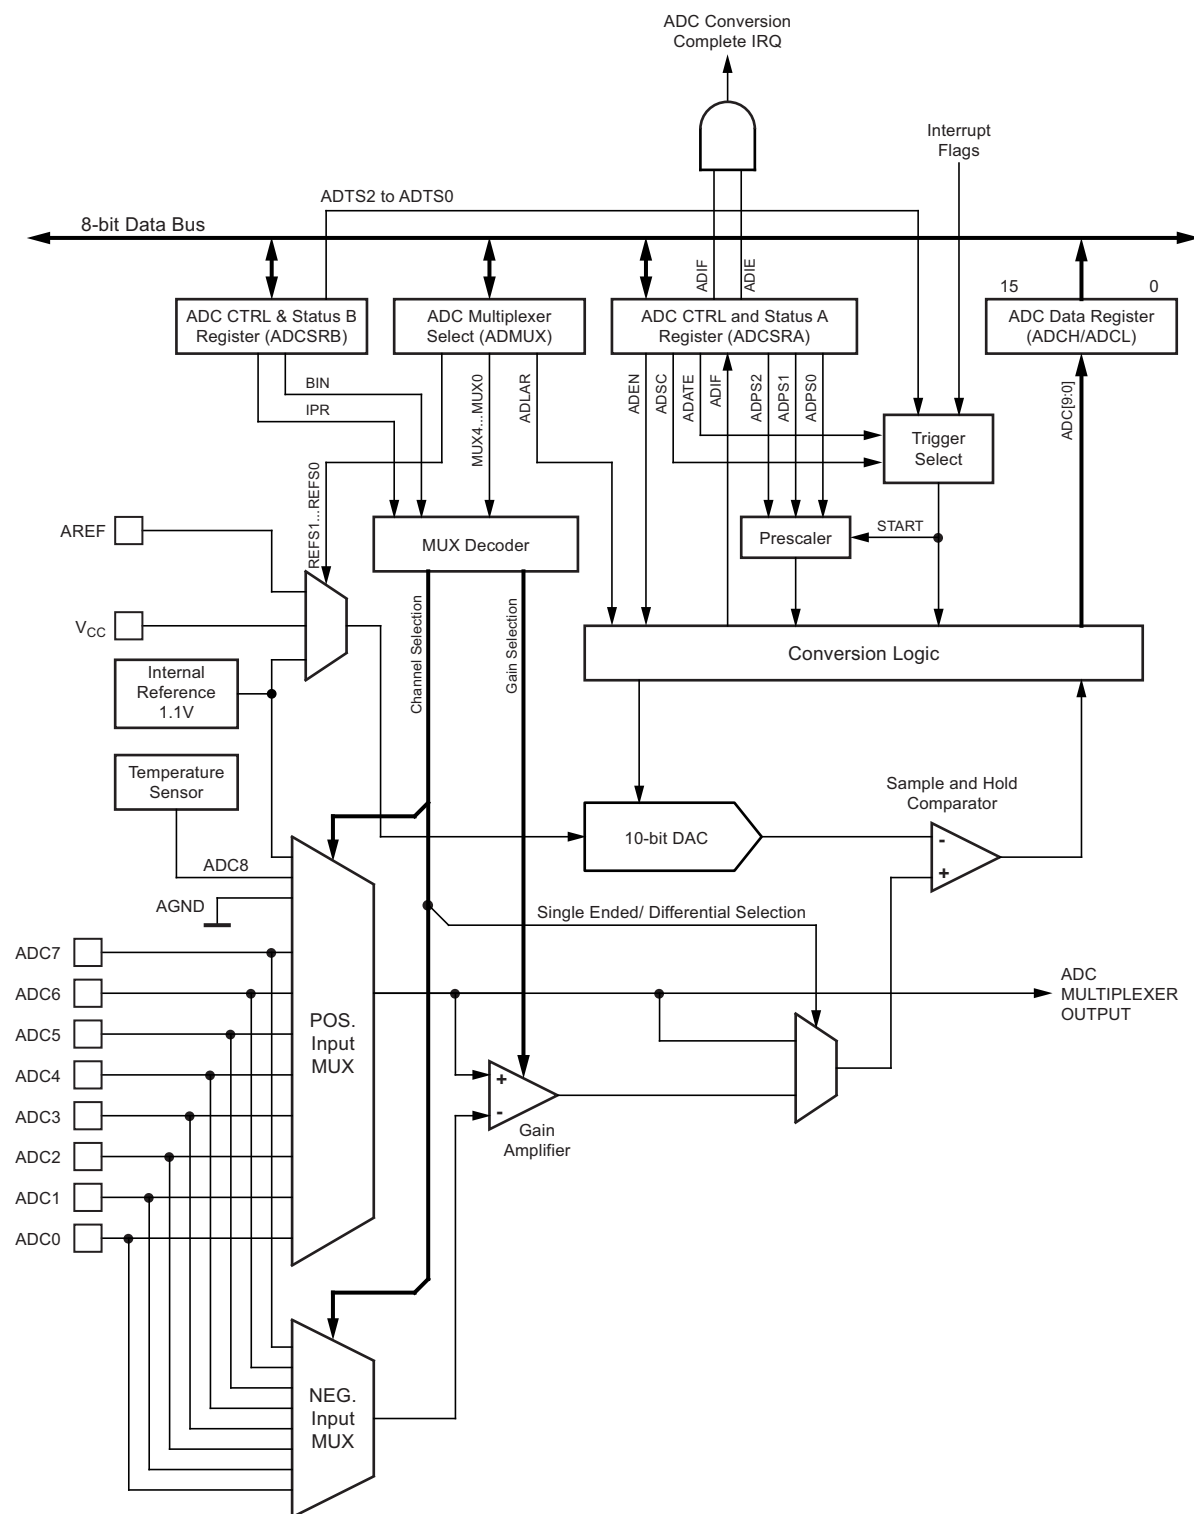 ADC Conversion
Complete IRQ
Interrupt
Flags
ADTS2 to ADTS0
8-bit Data Bus
ADIF
ADIE
15
0
ADC CTRL & Status B
Register (ADCSRB)
ADC Multiplexer
Select (ADMUX)
ADC CTRL and Status A
Register (ADCSRA)
ADC Data Register
(ADCH/ADCL)
BIN
IPR
REFS1...REFS0
MUX4...MUX0
ADLAR
ADEN
ADSC
ADATE
ADIF
ADPS2
ADPS1
ADPS0
ADC[9:0]
Trigger
Select
START
Prescaler
AREF
MUX Decoder
VCC
Channel Selection
Gain Selection
Conversion Logic
Internal
Reference
1.1V
Temperature
Sensor
Sample and Hold
Comparator
10-bit DAC
-
+
ADC8
AGND
Single Ended/ Differential Selection
ADC7
ADC6
ADC5
ADC4
ADC3
ADC2
ADC1
ADC0
POS.
Input
MUX
ADC
MULTIPLEXER
OUTPUT
+
-
Gain
Amplifier
NEG.
Input
MUX